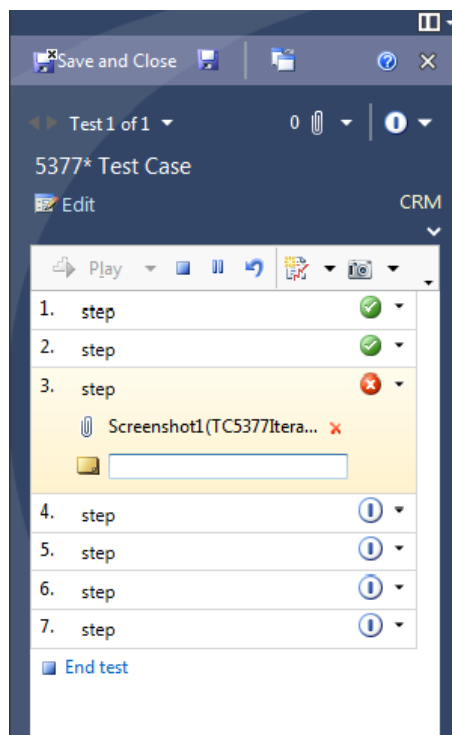 Save and Close
Test 1 of 1 0
5377* Test Case
Edit CRM
Play
1. step
2. step
3. step
Screenshot1(TC5377Itera...
4. step
5. step
6. step
7. step
End test